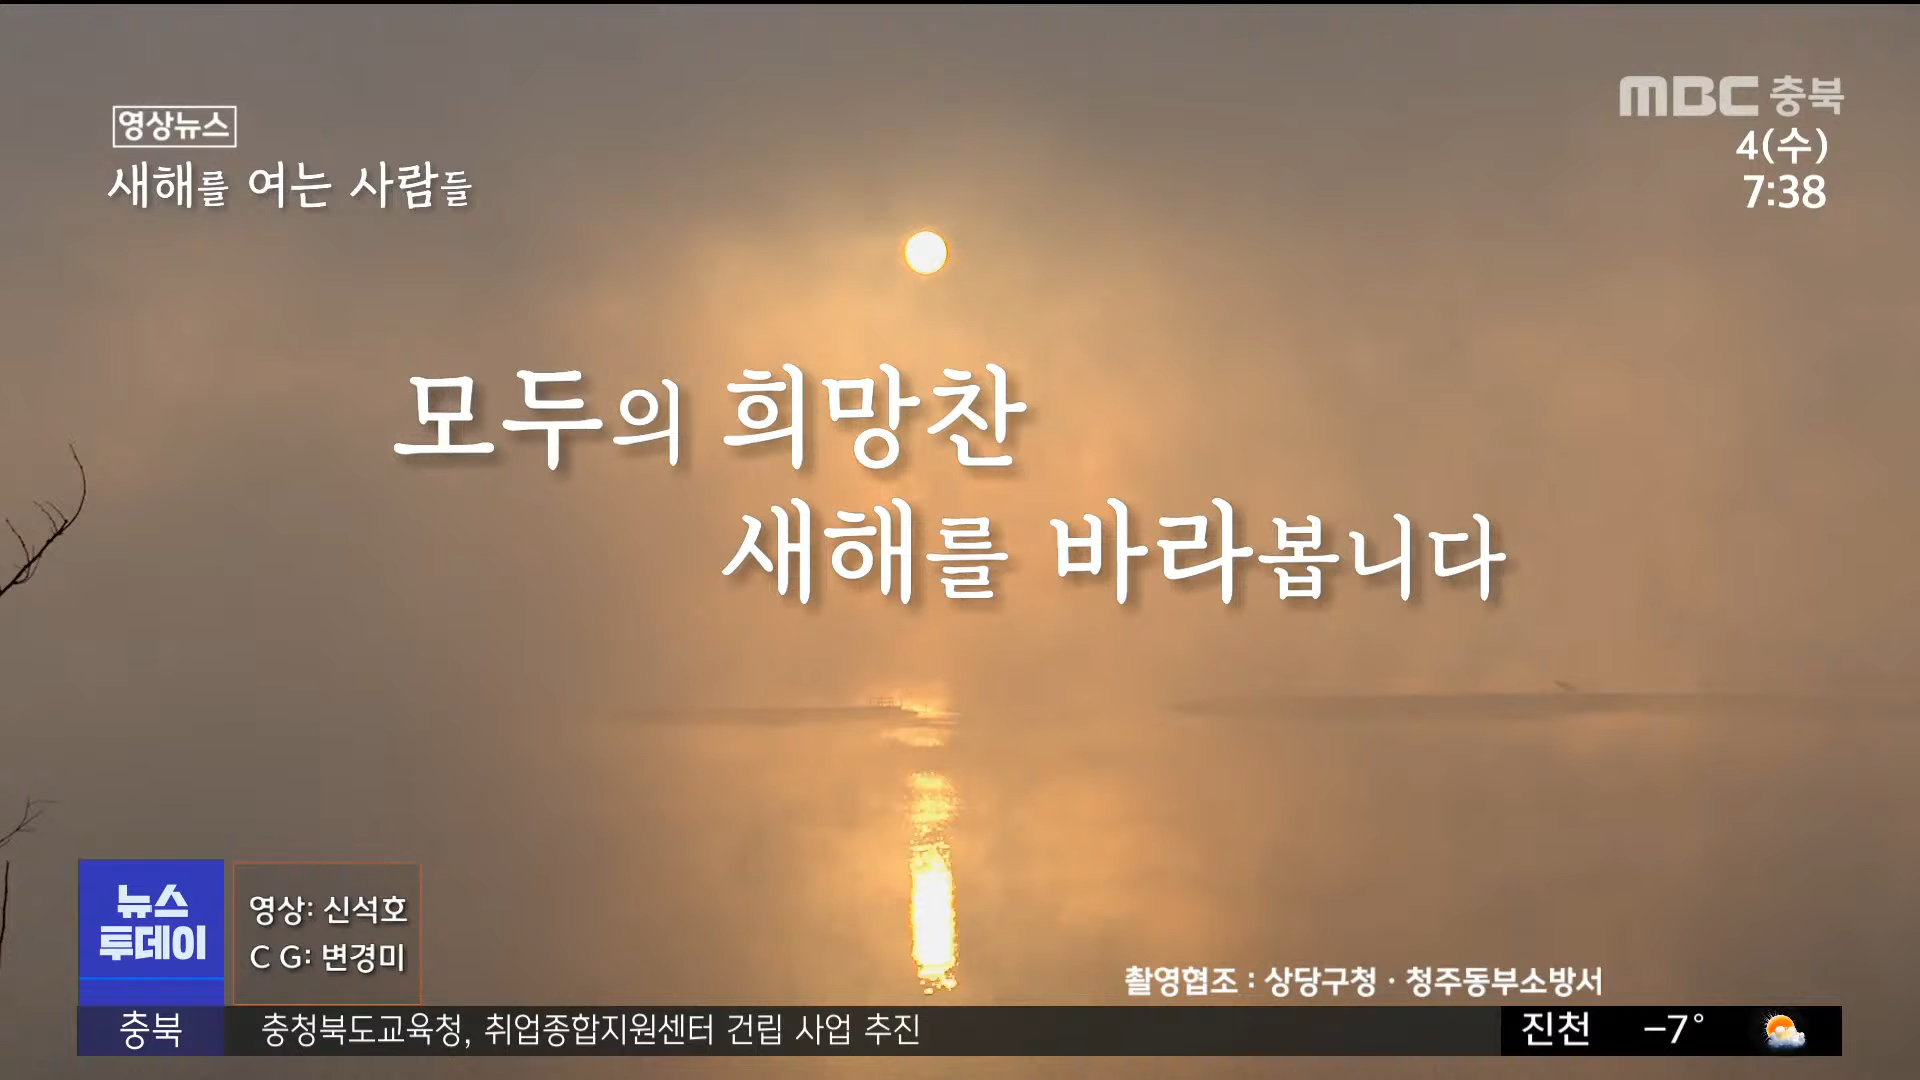 영상뉴스
새해를 여는 사람들
MBC 충북
4(수)
7:38
모두의 희망찬
새해를 바라봅니다
뉴스
투데이
영상: 신석호
C G: 변경미
촬영협조 : 상당구청 · 청주동부소방서
충북
충청북도교육청, 취업종합지원센터 건립 사업 추진
진천 -7°